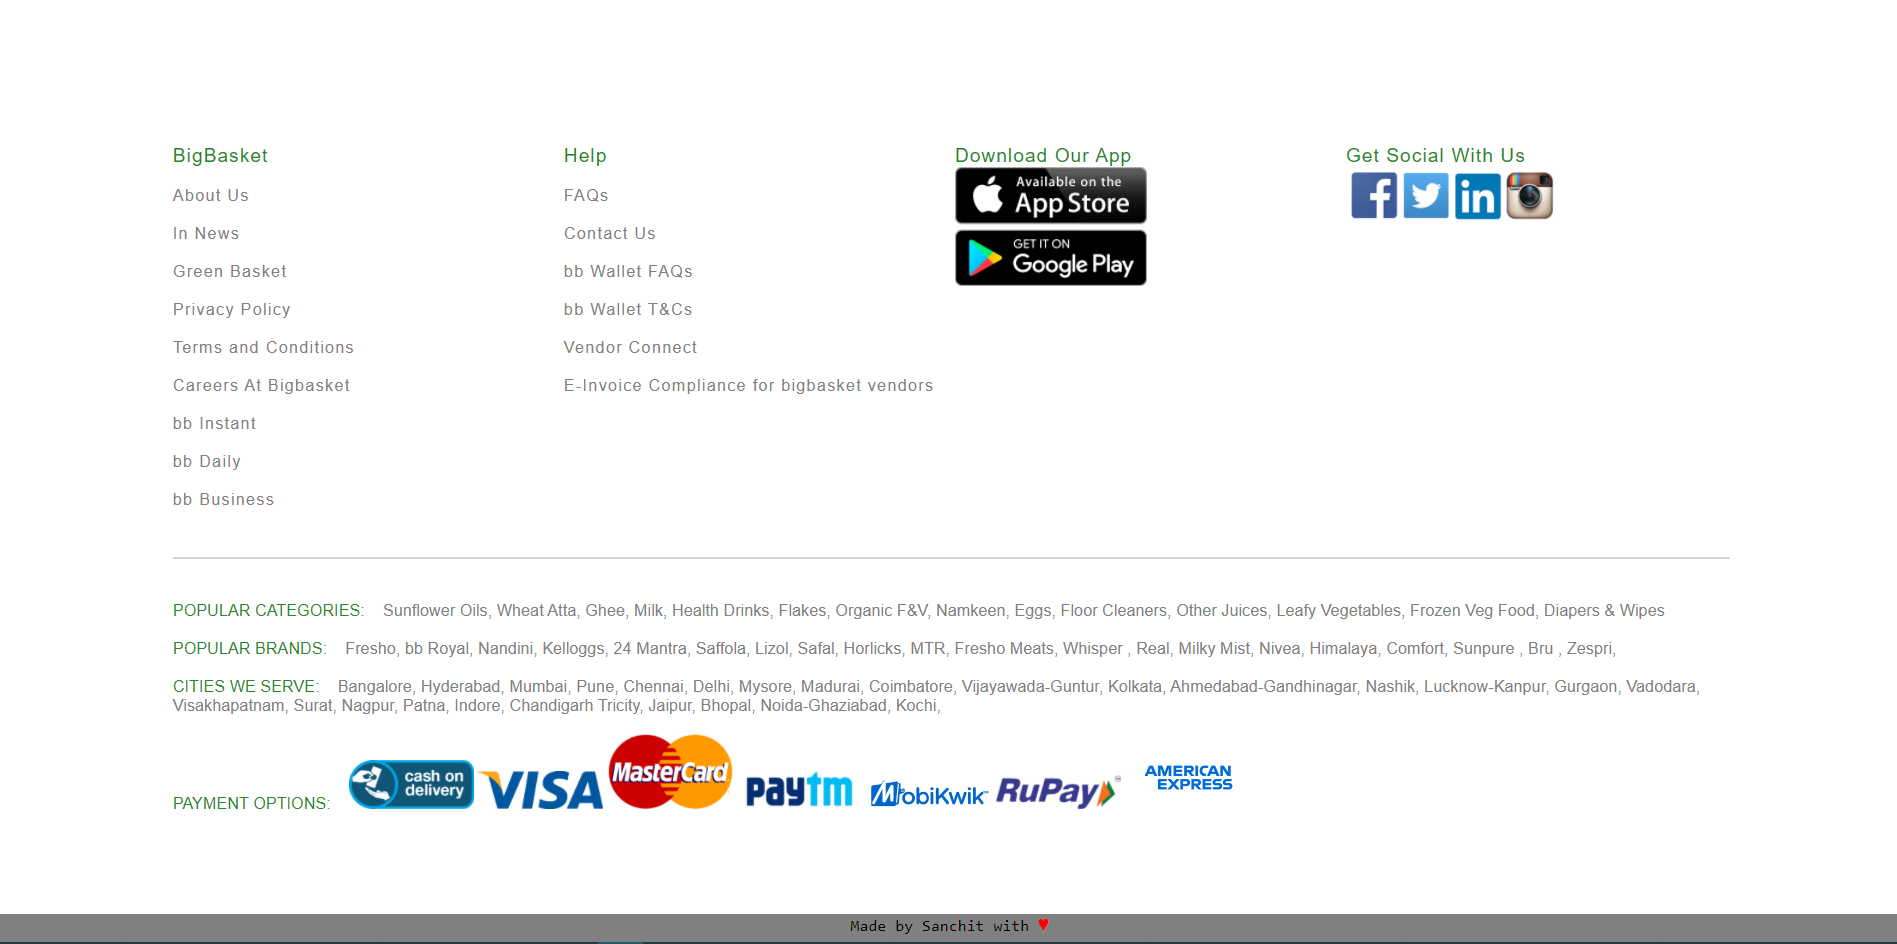 BigBasket
About Us
In News
Green Basket
Privacy Policy
Terms and Conditions
Careers At Bigbasket
bb Instant
bb Daily
bb Business
Help
FAQs
Contact Us
bb Wallet FAQs
bb Wallet T&Cs
Vendor Connect
E-Invoice Compliance for bigbasket vendors
Download Our App
Available on the
App Store
GET IT ON
Google Play
Get Social With Us
f
in
POPULAR CATEGORIES: Sunflower Oils, Wheat Atta, Ghee, Milk, Health Drinks, Flakes, Organic F&V, Namkeen, Eggs, Floor Cleaners, Other Juices, Leafy Vegetables, Frozen Veg Food, Diapers & Wipes
POPULAR BRANDS: Fresho, bb Royal, Nandini, Kelloggs, 24 Mantra, Saffola, Lizol, Safal, Horlicks, MTR, Fresho Meats, Whisper , Real, Milky Mist, Nivea, Himalaya, Comfort, Sunpure , Bru , Zespri,
CITIES WE SERVE: Bangalore, Hyderabad, Mumbai, Pune, Chennai, Delhi, Mysore, Madurai, Coimbatore, Vijayawada-Guntur, Kolkata, Ahmedabad-Gandhinagar, Nashik, Lucknow-Kanpur, Gurgaon, Vadodara,
Visakhapatnam, Surat, Nagpur, Patna, Indore, Chandigarh Tricity, Jaipur, Bhopal, Noida-Ghaziabad, Kochi,
PAYMENT OPTIONS:
cash on
delivery
VISA
MasterCard
paytm
MobiKwik
RuPay
AMERICAN
EXPRESS
Made by Sanchit with ♥